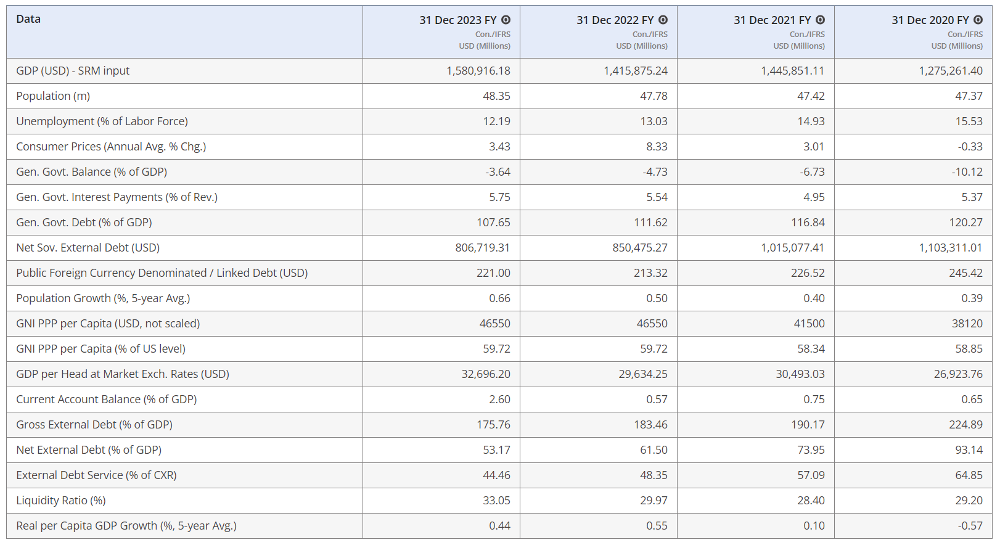 Data 31 Dec 2023 FY 31 Dec 2022 FY 31 Dec 2021 FY 31 Dec 2020 FY
Con./IFRS Con./IFRS Con./IFRS Con./IFRS
USD (Millions) USD (Millions) USD (Millions) USD (Millions)
GDP (USD) - SRM input 1,580,916.18 1,415,875.24 1,445,851.11 1,275,261.40
Population (m) 48.35 47.78 47.42 47.37
Unemployment (% of Labor Force) 12.19 13.03 14.93 15.53
Consumer Prices (Annual Avg. % Chg.) 3.43 8.33 3.01 -0.33
Gen. Govt. Balance (% of GDP) -3.64 -4.73 -6.73 -10.12
Gen. Govt. Interest Payments (% of Rev.) 5.75 5.54 4.95 5.37
Gen. Govt. Debt (% of GDP) 107.65 111.62 116.84 120.27
Net Sov. External Debt (USD) 806,719.31 850,475.27 1,015,077.41 1,103,311.01
Public Foreign Currency Denominated / Linked Debt (USD) 221.00 213.32 226.52 245.42
Population Growth (%, 5-year Avg.) 0.66 0.50 0.40 0.39
GNI PPP per Capita (USD, not scaled) 46550 46550 41500 38120
GNI PPP per Capita (% of US level) 59.72 59.72 58.34 58.85
GDP per Head at Market Exch. Rates (USD) 32,696.20 29,634.25 30,493.03 26,923.76
Current Account Balance (% of GDP) 2.60 0.57 0.75 0.65
Gross External Debt (% of GDP) 175.76 183.46 190.17 224.89
Net External Debt (% of GDP) 53.17 61.50 73.95 93.14
External Debt Service (% of CXR) 44.46 48.35 57.09 64.85
Liquidity Ratio (%) 33.05 29.97 28.40 29.20
Real per Capita GDP Growth (%, 5-year Avg.) 0.44 0.55 0.10 -0.57